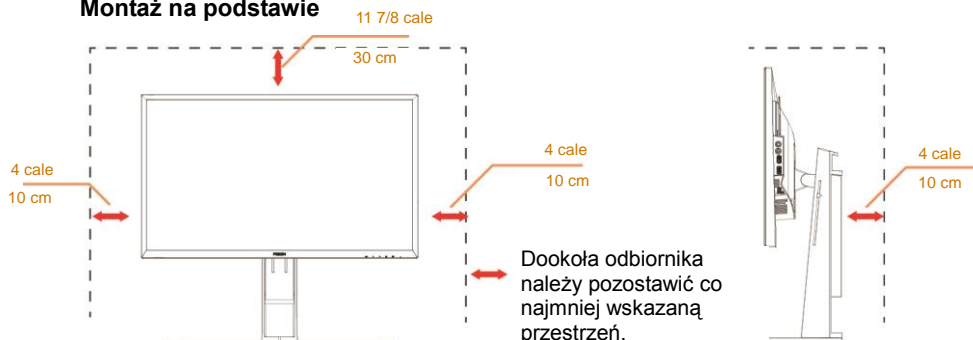 Montaż na podstawie
11 7/8 cale
30 cm
4 cale
10 cm
4 cale
10 cm
4 cale
10 cm
Dookoła odbiornika
należy pozostawić co
najmniej wskazaną
przestrzeń.